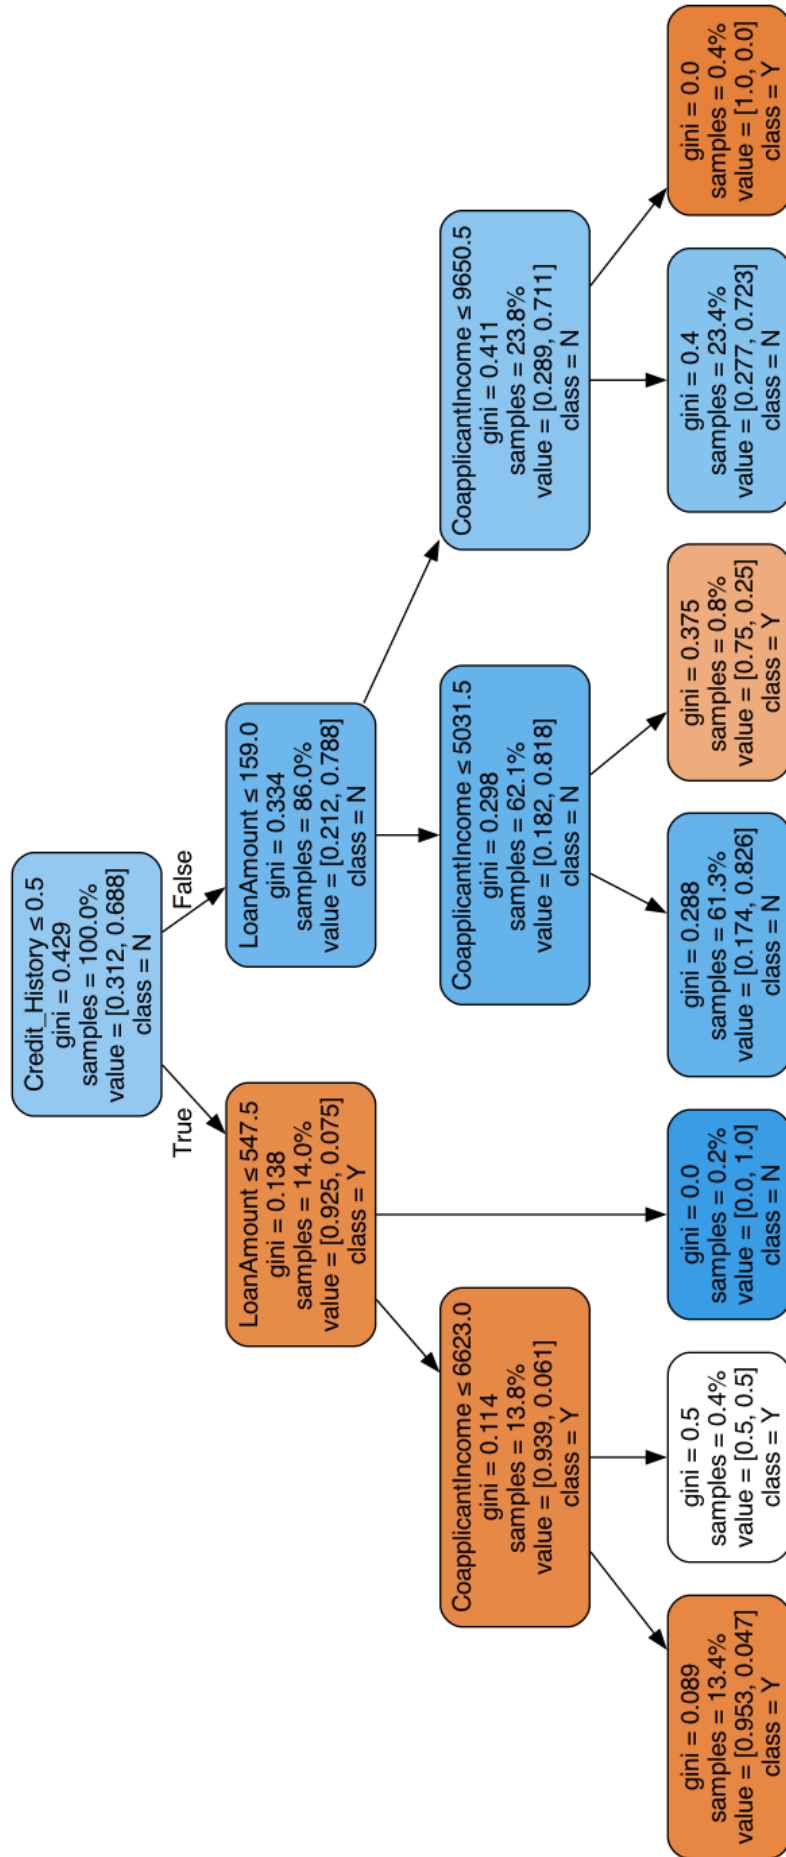 Credit_History ≤ 0.5
gini = 0.429
samples = 100.0%
value = [0.312, 0.688]
class = N
True
False
LoanAmount ≤ 547.5
gini = 0.138
samples = 14.0%
value = [0.925, 0.075]
class = Y
LoanAmount ≤ 159.0
gini = 0.334
samples = 86.0%
value = [0.212, 0.788]
class = N
CoapplicantIncome ≤ 6623.0
gini = 0.114
samples = 13.8%
value = [0.939, 0.061]
class = Y
CoapplicantIncome ≤ 5031.5
gini = 0.298
samples = 62.1%
value = [0.182, 0.818]
class = N
CoapplicantIncome ≤ 9650.5
gini = 0.411
samples = 23.8%
value = [0.289, 0.711]
class = N
gini = 0.089
samples = 13.4%
value = [0.953, 0.047]
class = Y
gini = 0.5
samples = 0.4%
value = [0.5, 0.5]
class = Y
gini = 0.0
samples = 0.2%
value = [0.0, 1.0]
class = N
gini = 0.288
samples = 61.3%
value = [0.174, 0.826]
class = N
gini = 0.375
samples = 0.8%
value = [0.75, 0.25]
class = Y
gini = 0.4
samples = 23.4%
value = [0.277, 0.723]
class = N
gini = 0.0
samples = 0.4%
value = [1.0, 0.0]
class = Y